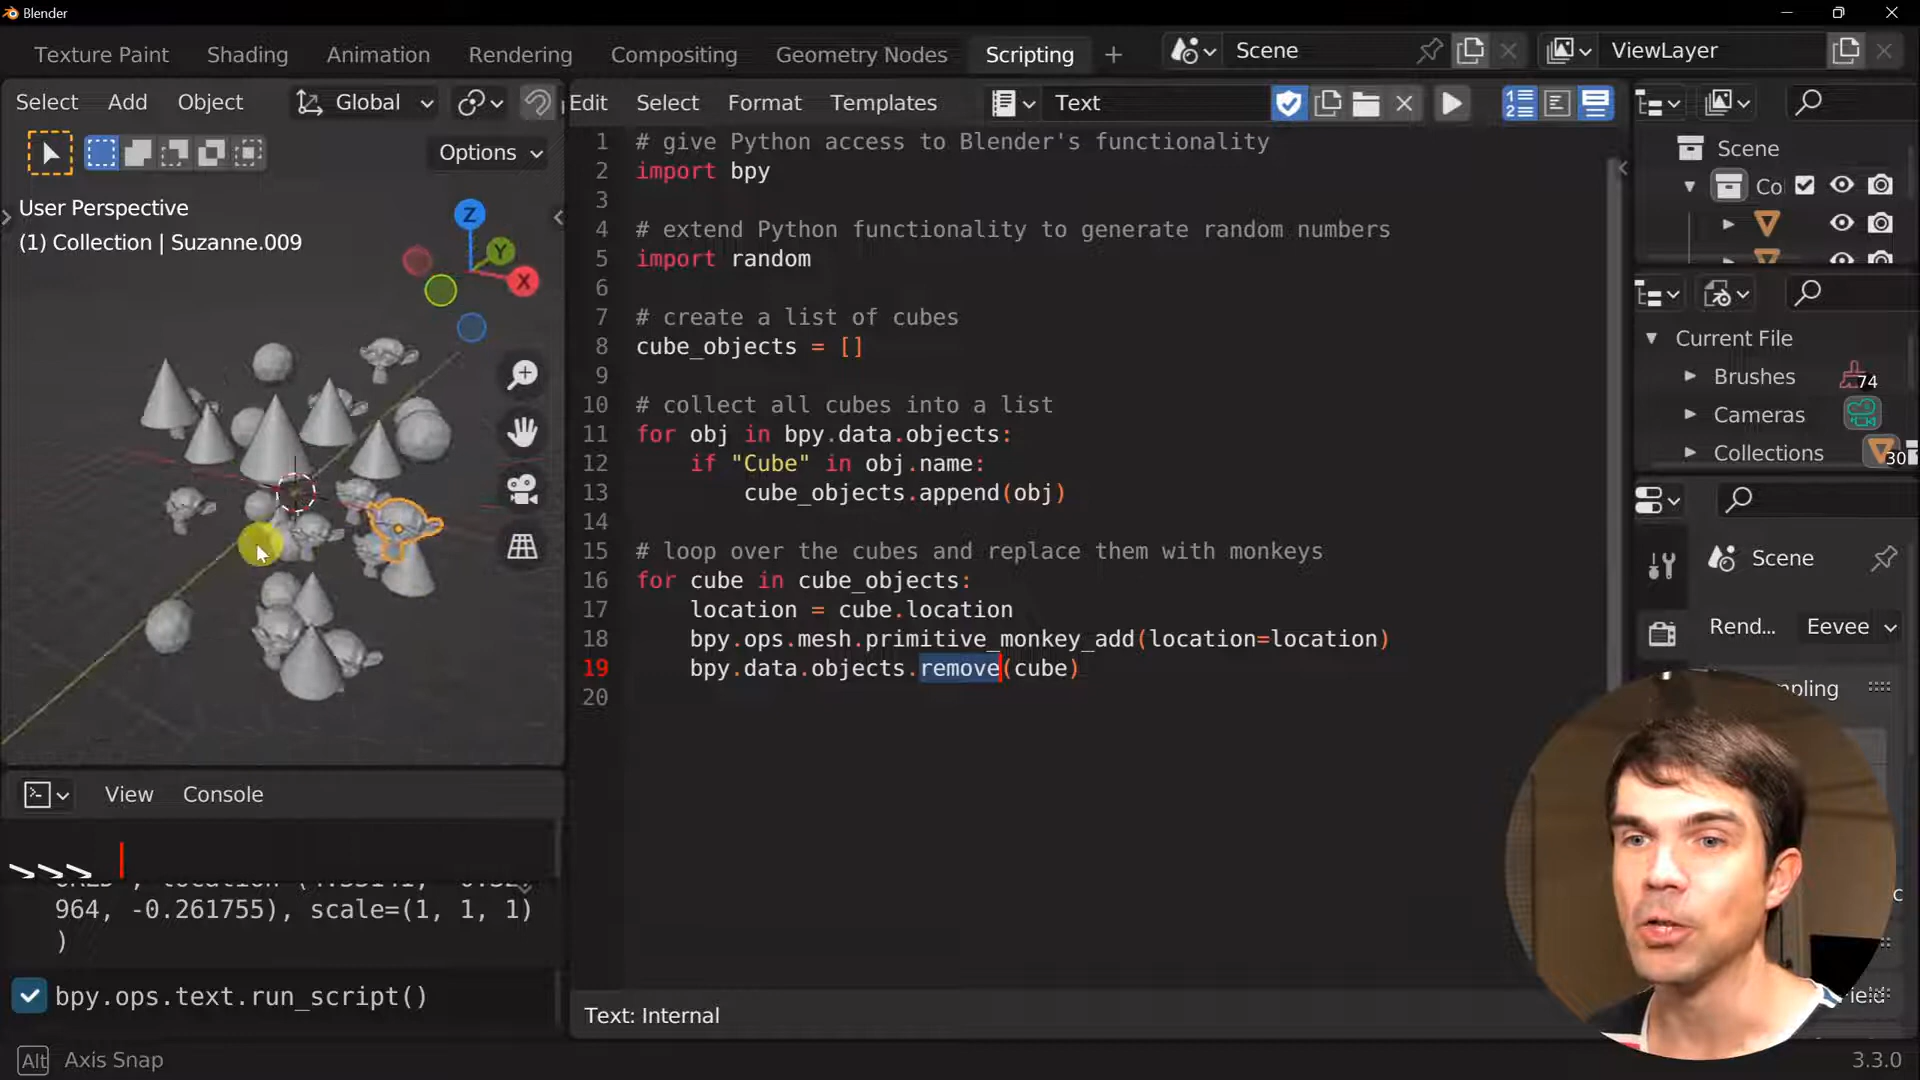 Blender
Texture Paint Shading Animation Rendering Compositing Geometry Nodes Scripting + Scene ViewLayer
Select Add Object Global Edit Select Format Templates Text
Options
User Perspective
(1) Collection | Suzanne.009
Z
Y
X
1 # give Python access to Blender's functionality
2 import bpy
3
4 # extend Python functionality to generate random numbers
5 import random
6
7 # create a list of cubes
8 cube_objects = []
9
10 # collect all cubes into a list
11 for obj in bpy.data.objects:
12 if "Cube" in obj.name:
13 cube_objects.append(obj)
14
15 # loop over the cubes and replace them with monkeys
16 for cube in cube_objects:
17 location = cube.location
18 bpy.ops.mesh.primitive_monkey_add(location=location)
19 bpy.data.objects.remove(cube)
20
Scene
Co
Current File
Brushes 74
Cameras
Collections 30
Scene
Rend... Eevee
pling
View Console
>>>
964, -0.261755), scale=(1, 1, 1)
)
bpy.ops.text.run_script()
Text: Internal
Alt Axis Snap
3.3.0